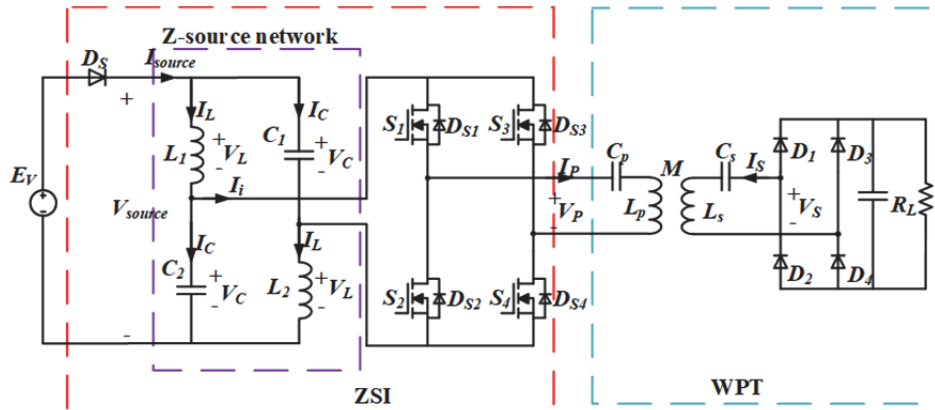 Z-source network
D_S
I_source
+
I_L
I_C
S_1
D_S1
S_3
D_S3
L_1
+
V_L
-
C_1
+
V_C
-
I_P
C_p
M
C_s
I_S
D_1
D_3
E_V
+
-
V_source
I_i
+
V_P
-
L_p
L_s
+
V_S
-
R_L
I_C
I_L
C_2
+
V_C
-
L_2
+
V_L
-
S_2
D_S2
S_4
D_S4
D_2
D_4
-
ZSI
WPT